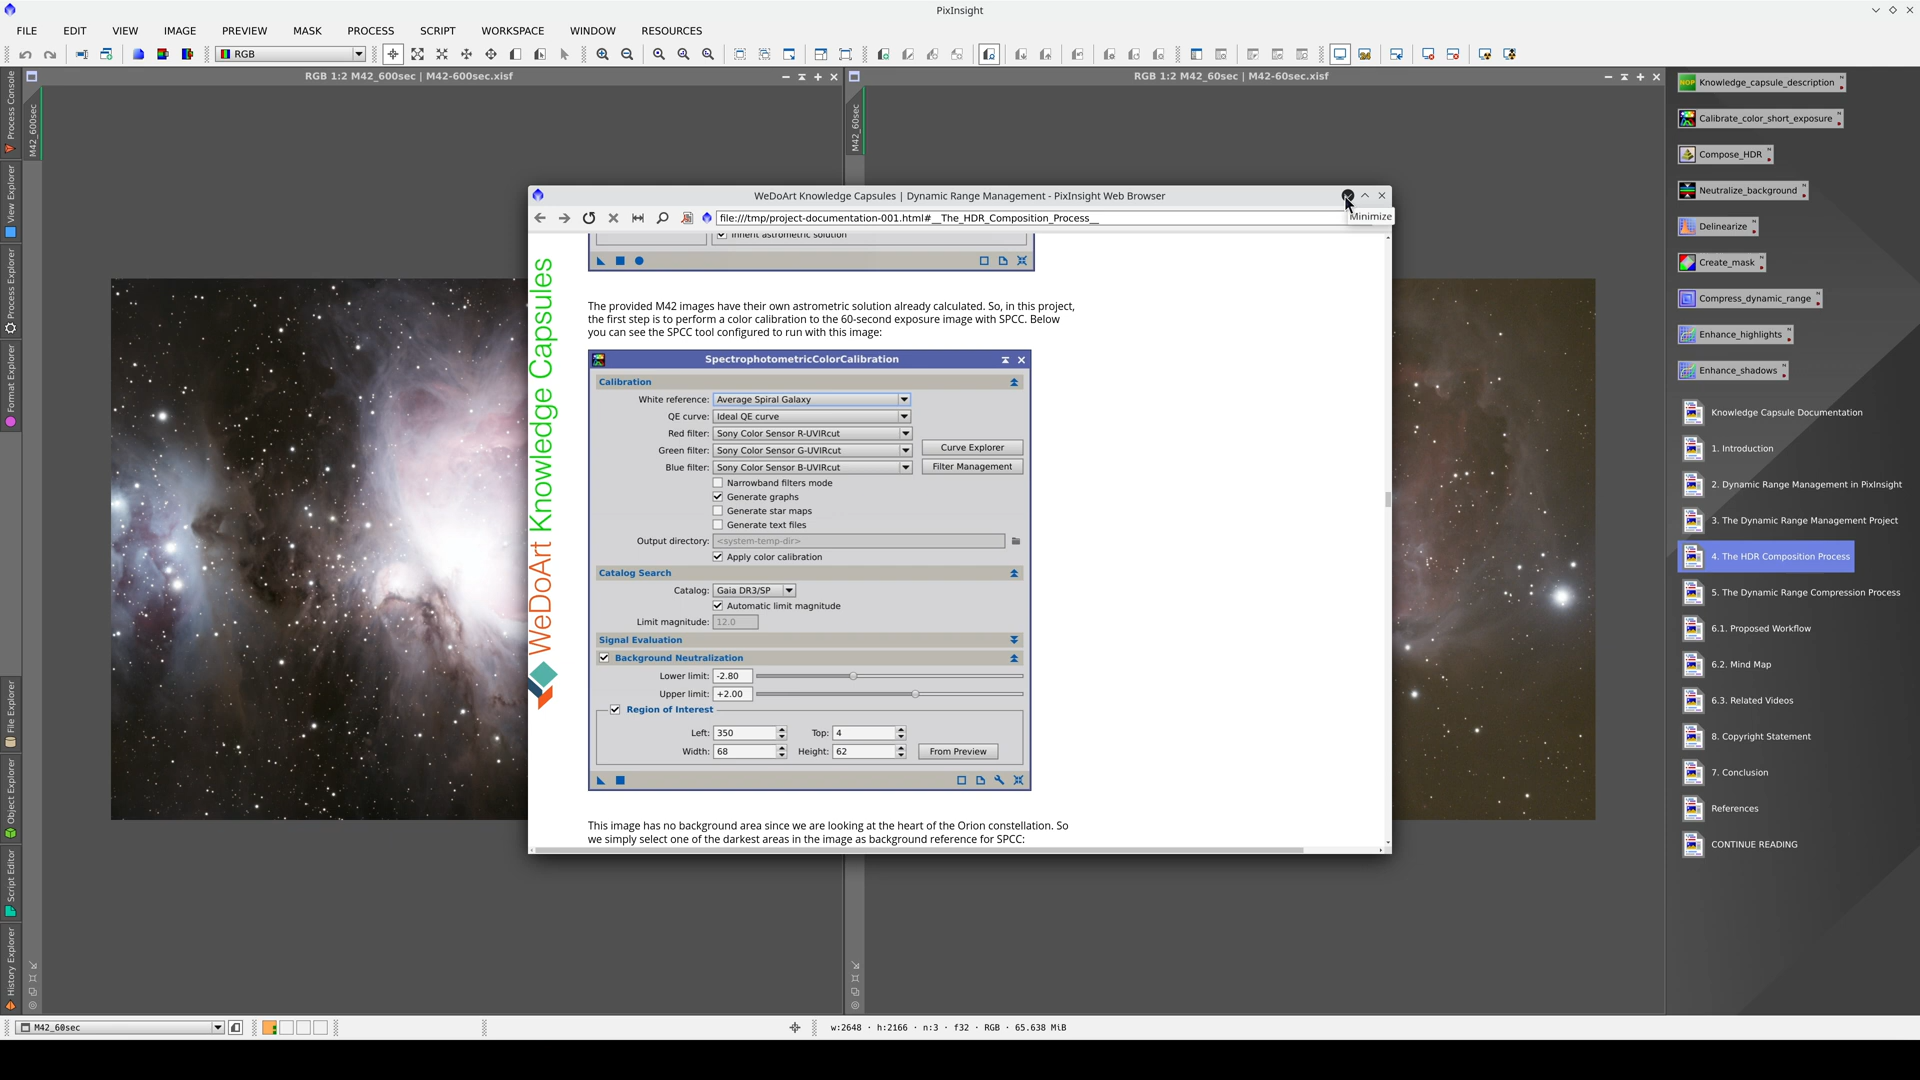 PixInsight
FILE EDIT VIEW IMAGE PREVIEW MASK PROCESS SCRIPT WORKSPACE WINDOW RESOURCES
RGB
RGB 1:2 M42_600sec | M42-600sec.xisf
RGB 1:2 M42_60sec | M42-60sec.xisf
Process Console
View Explorer
Process Explorer
Format Explorer
File Explorer
Object Explorer
Script Editor
History Explorer
M42_600sec
M42_60sec
WeDoArt Knowledge Capsules | Dynamic Range Management - PixInsight Web Browser
file:///tmp/project-documentation-001.html#__The_HDR_Composition_Process__
Minimize
WeDoArt Knowledge Capsules
Inherit astrometric solution
The provided M42 images have their own astrometric solution already calculated. So, in this project,
the first step is to perform a color calibration to the 60-second exposure image with SPCC. Below
you can see the SPCC tool configured to run with this image:
SpectrophotometricColorCalibration
Calibration
White reference: Average Spiral Galaxy
QE curve: Ideal QE curve
Red filter: Sony Color Sensor R-UVIRcut
Green filter: Sony Color Sensor G-UVIRcut
Curve Explorer
Blue filter: Sony Color Sensor B-UVIRcut
Filter Management
Narrowband filters mode
Generate graphs
Generate star maps
Generate text files
Output directory: <system-temp-dir>
Apply color calibration
Catalog Search
Catalog: Gaia DR3/SP
Automatic limit magnitude
Limit magnitude: 12.0
Signal Evaluation
Background Neutralization
Lower limit: -2.80
Upper limit: +2.00
Region of Interest
Left: 350 Top: 4
Width: 68 Height: 62 From Preview
This image has no background area since we are looking at the heart of the Orion constellation. So
we simply select one of the darkest areas in the image as background reference for SPCC:
NOP Knowledge_capsule_description
Calibrate_color_short_exposure
Compose_HDR
Neutralize_background
Delinearize
Create_mask
Compress_dynamic_range
Enhance_highlights
Enhance_shadows
Knowledge Capsule Documentation
1. Introduction
2. Dynamic Range Management in PixInsight
3. The Dynamic Range Management Project
4. The HDR Composition Process
5. The Dynamic Range Compression Process
6.1. Proposed Workflow
6.2. Mind Map
6.3. Related Videos
8. Copyright Statement
7. Conclusion
References
CONTINUE READING
M42_60sec
w:2648 · h:2166 · n:3 · f32 · RGB · 65.638 MiB